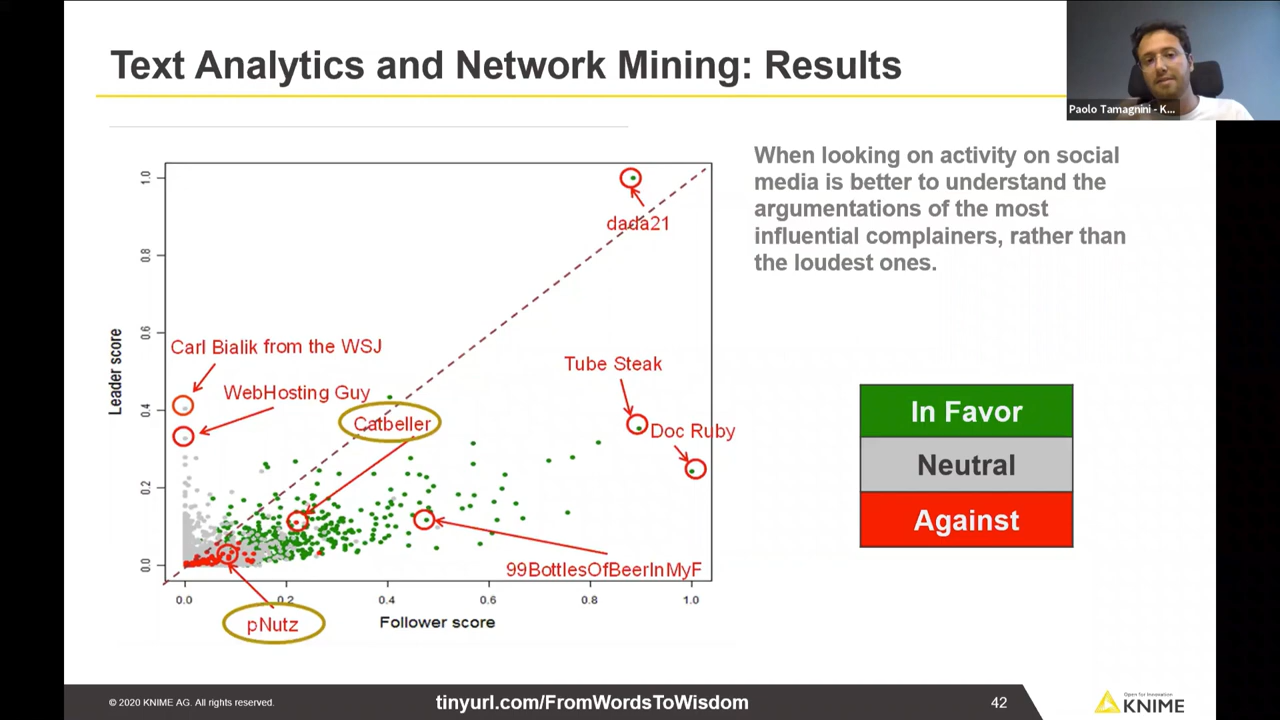 Text Analytics and Network Mining: Results
Paolo Tamagnini - K...
When looking on activity on social
media is better to understand the
argumentations of the most
influential complainers, rather than
the loudest ones.
1.0
0.8
0.6
0.4
0.2
0.0
Leader score
dada21
Carl Bialik from the WSJ
WebHosting Guy
Tube Steak
Catbeller
Doc Ruby
99BottlesOfBeerInMyF
pNutz
0.0
0.2
0.4
0.6
0.8
1.0
Follower score
In Favor
Neutral
Against
© 2020 KNIME AG. All rights reserved.
tinyurl.com/FromWordsToWisdom
42
Open for Innovation
KNIME